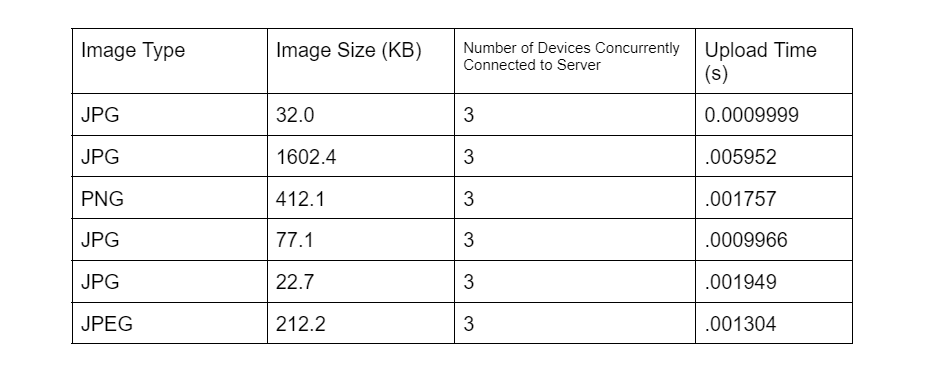 Image Type Image Size (KB) Number of Devices Concurrently Connected to Server Upload Time (s)
JPG 32.0 3 0.0009999
JPG 1602.4 3 .005952
PNG 412.1 3 .001757
JPG 77.1 3 .0009966
JPG 22.7 3 .001949
JPEG 212.2 3 .001304